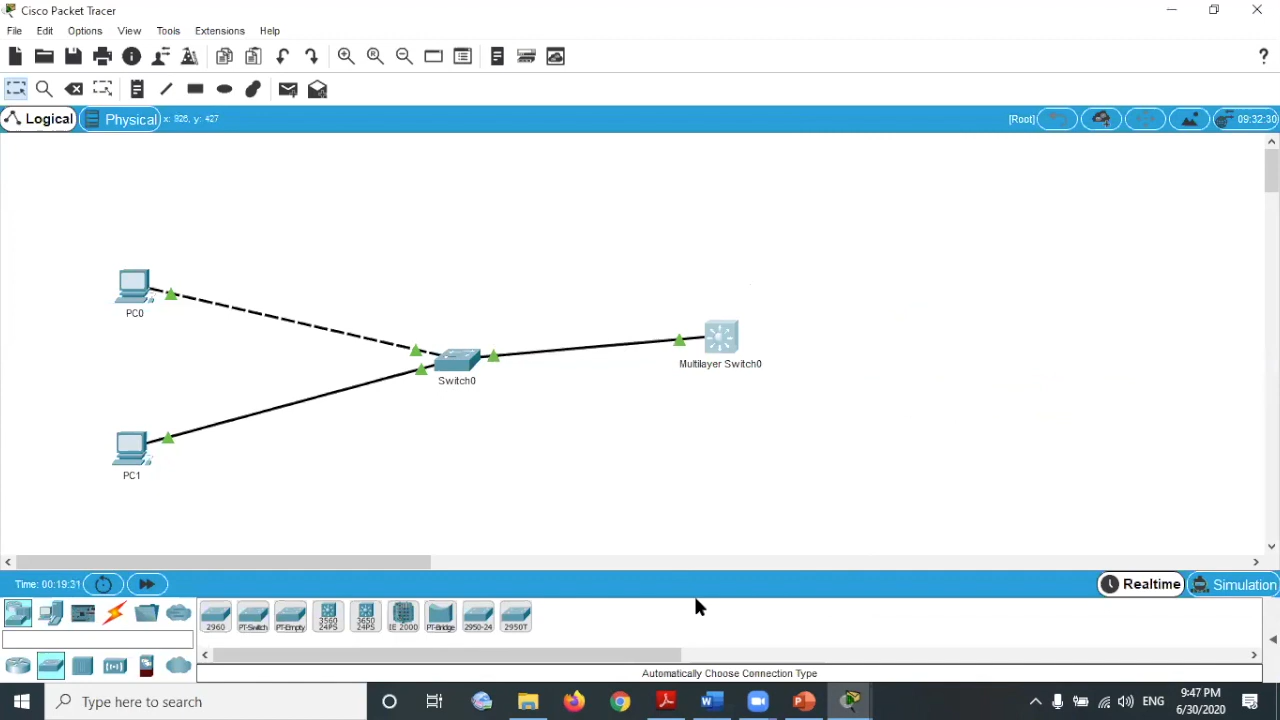 Cisco Packet Tracer
File Edit Options View Tools Extensions Help
Logical Physical x: 926, y: 427 [Root] 09:32:30
PC0
Switch0
Multilayer Switch0
PC1
Time: 00:19:31 Realtime Simulation
2960 PT-Switch PT-Empty 3560 24PS 3650 24PS IE 2000 PT-Bridge 2950-24 2950T
Automatically Choose Connection Type
Type here to search
ENG 9:47 PM
6/30/2020